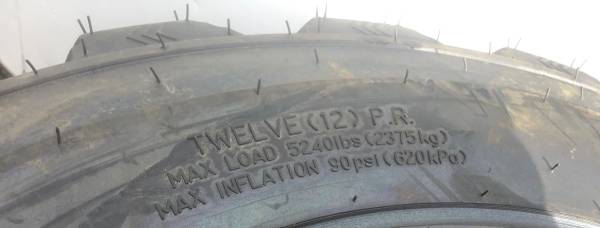 TWELVE(12) P.R.
MAX LOAD 5240lbs(2375kg)
MAX INFLATION 90psi(620kPa)